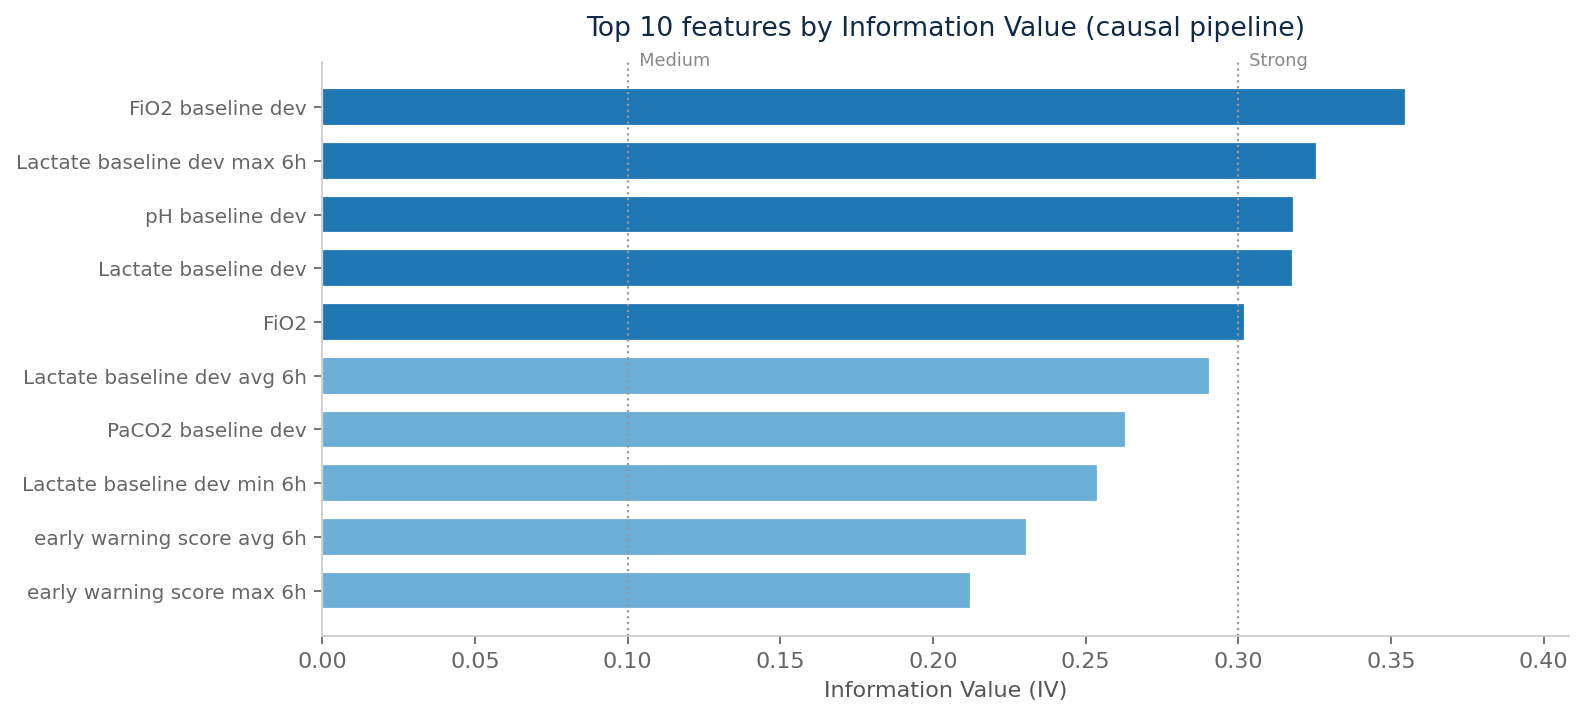 Top 10 features by Information Value (causal pipeline)
Medium
Strong
FiO2 baseline dev
Lactate baseline dev max 6h
pH baseline dev
Lactate baseline dev
FiO2
Lactate baseline dev avg 6h
PaCO2 baseline dev
Lactate baseline dev min 6h
early warning score avg 6h
early warning score max 6h
0.00 0.05 0.10 0.15 0.20 0.25 0.30 0.35 0.40
Information Value (IV)